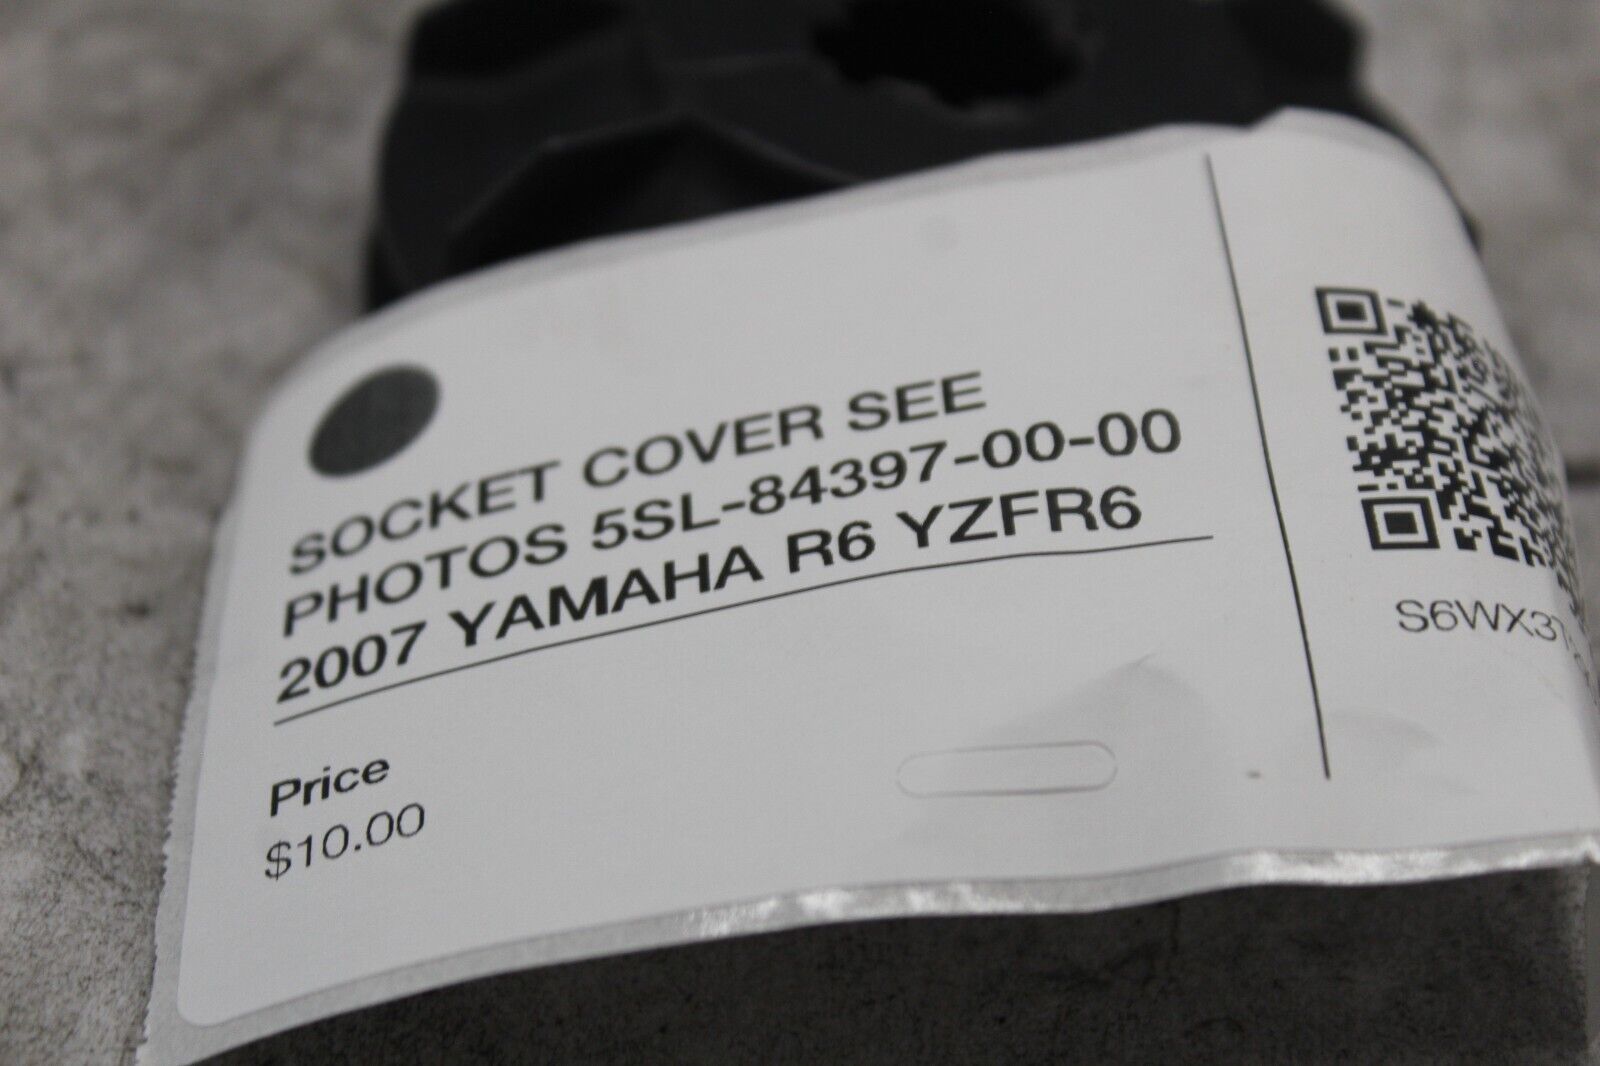 SOCKET COVER SEE
PHOTOS 5SL-84397-00-00
2007 YAMAHA R6 YZFR6
Price
$10.00